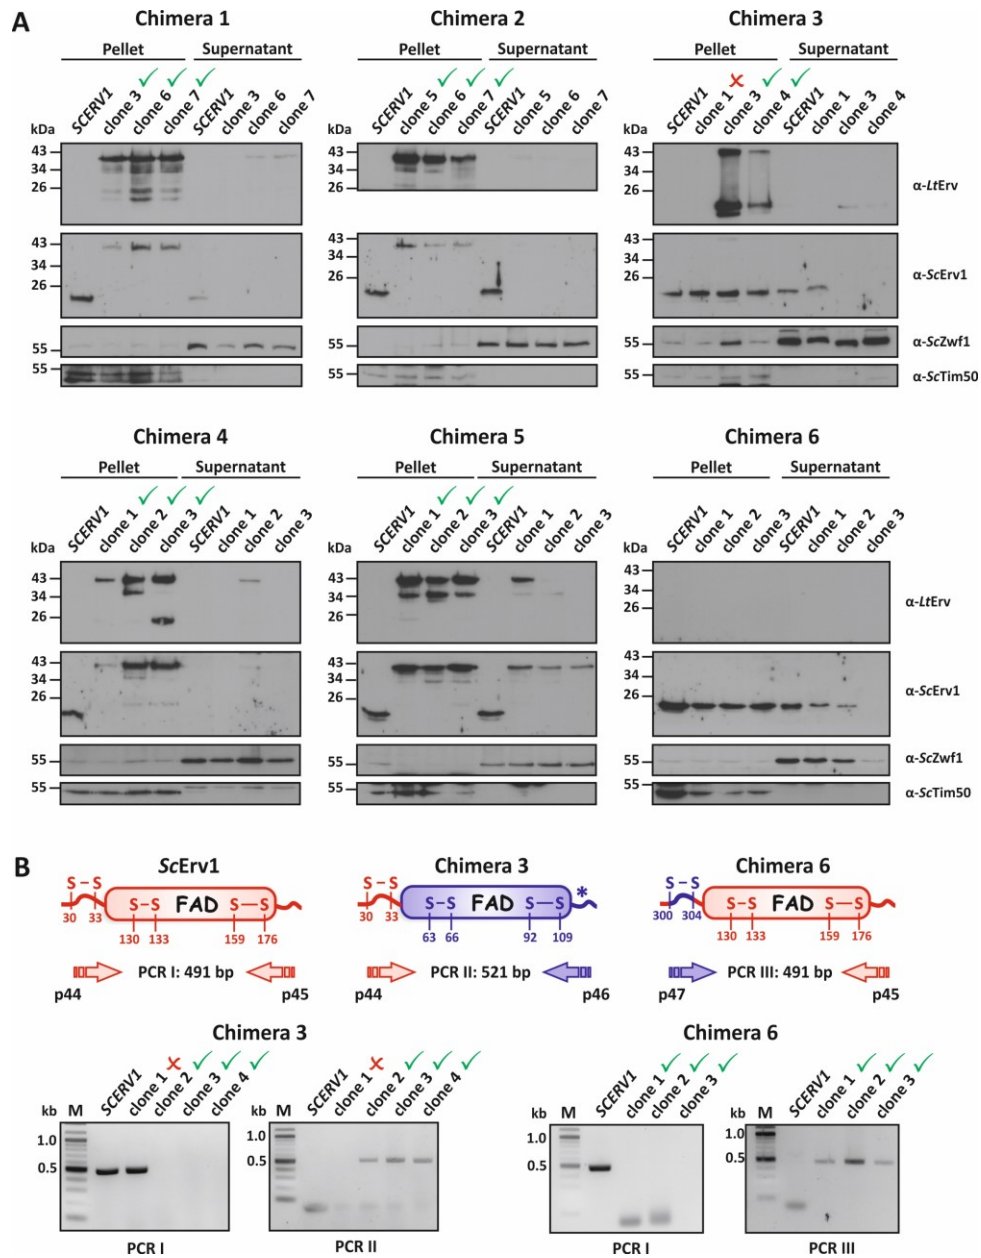 A
Chimera 1 Chimera 2 Chimera 3
Pellet Supernatant Pellet Supernatant Pellet Supernatant
SCERV1 clone 3 clone 6 clone 7 SCERV1 clone 3 clone 6 clone 7 SCERV1 clone 5 clone 6 clone 7 SCERV1 clone 5 clone 6 clone 7 SCERV1 clone 1 clone 3 clone 4 SCERV1 clone 1 clone 3 clone 4
kDa kDa kDa
43 43 43
34 34 34
26 26 26
α-LtErv
43 43 43
34 34 34
26 26 26
α-ScErv1
55 55 55 α-ScZwf1
55 55 55 α-ScTim50
Chimera 4 Chimera 5 Chimera 6
Pellet Supernatant Pellet Supernatant Pellet Supernatant
SCERV1 clone 1 clone 2 clone 3 SCERV1 clone 1 clone 2 clone 3 SCERV1 clone 1 clone 2 clone 3 SCERV1 clone 1 clone 2 clone 3 SCERV1 clone 1 clone 2 clone 3 SCERV1 clone 1 clone 2 clone 3
kDa kDa kDa
43 43 43
34 34 34
26 26 26
α-LtErv
43 43 43
34 34 34
26 26 26
α-ScErv1
55 55 55 α-ScZwf1
55 55 55 α-ScTim50
B
ScErv1 Chimera 3 Chimera 6
S–S S–S S–S
S–S FAD S—S S–S FAD S—S * S–S FAD S—S
30 33 30 33 300 304
130 133 159 176 63 66 92 109 130 133 159 176
PCR I: 491 bp PCR II: 521 bp PCR III: 491 bp
p44 p45 p44 p46 p47 p45
Chimera 3 Chimera 6
SCERV1 clone 1 clone 2 clone 3 clone 4 SCERV1 clone 1 clone 2 clone 3 clone 4 SCERV1 clone 1 clone 2 clone 3 SCERV1 clone 1 clone 2 clone 3
kb M kb M kb M kb M
1.0 1.0 1.0 1.0
0.5 0.5 0.5 0.5
PCR I PCR II PCR I PCR III